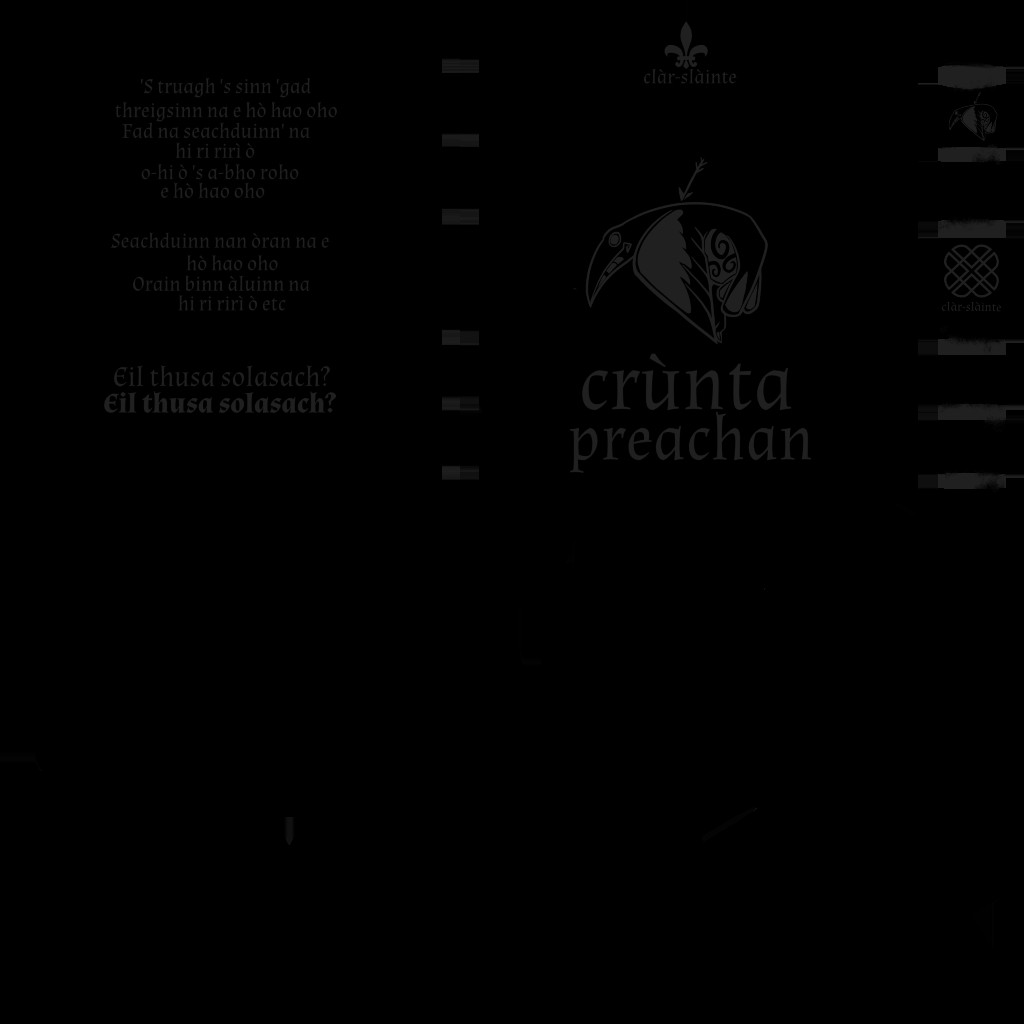 'S truagh 's sinn 'gad
threigsinn na e hò hao oho
Fad na seachduinn' na
hi ri rirì ò
o-hi ò 's a-bho roho
e hò hao oho
Seachduinn nan òran na e
hò hao oho
Orain binn àluinn na
hi ri rirì ò etc
Eil thusa solasach?
Eil thusa solasach?
clàr-slàinte
crùnta
preachan
clàr-slàinte